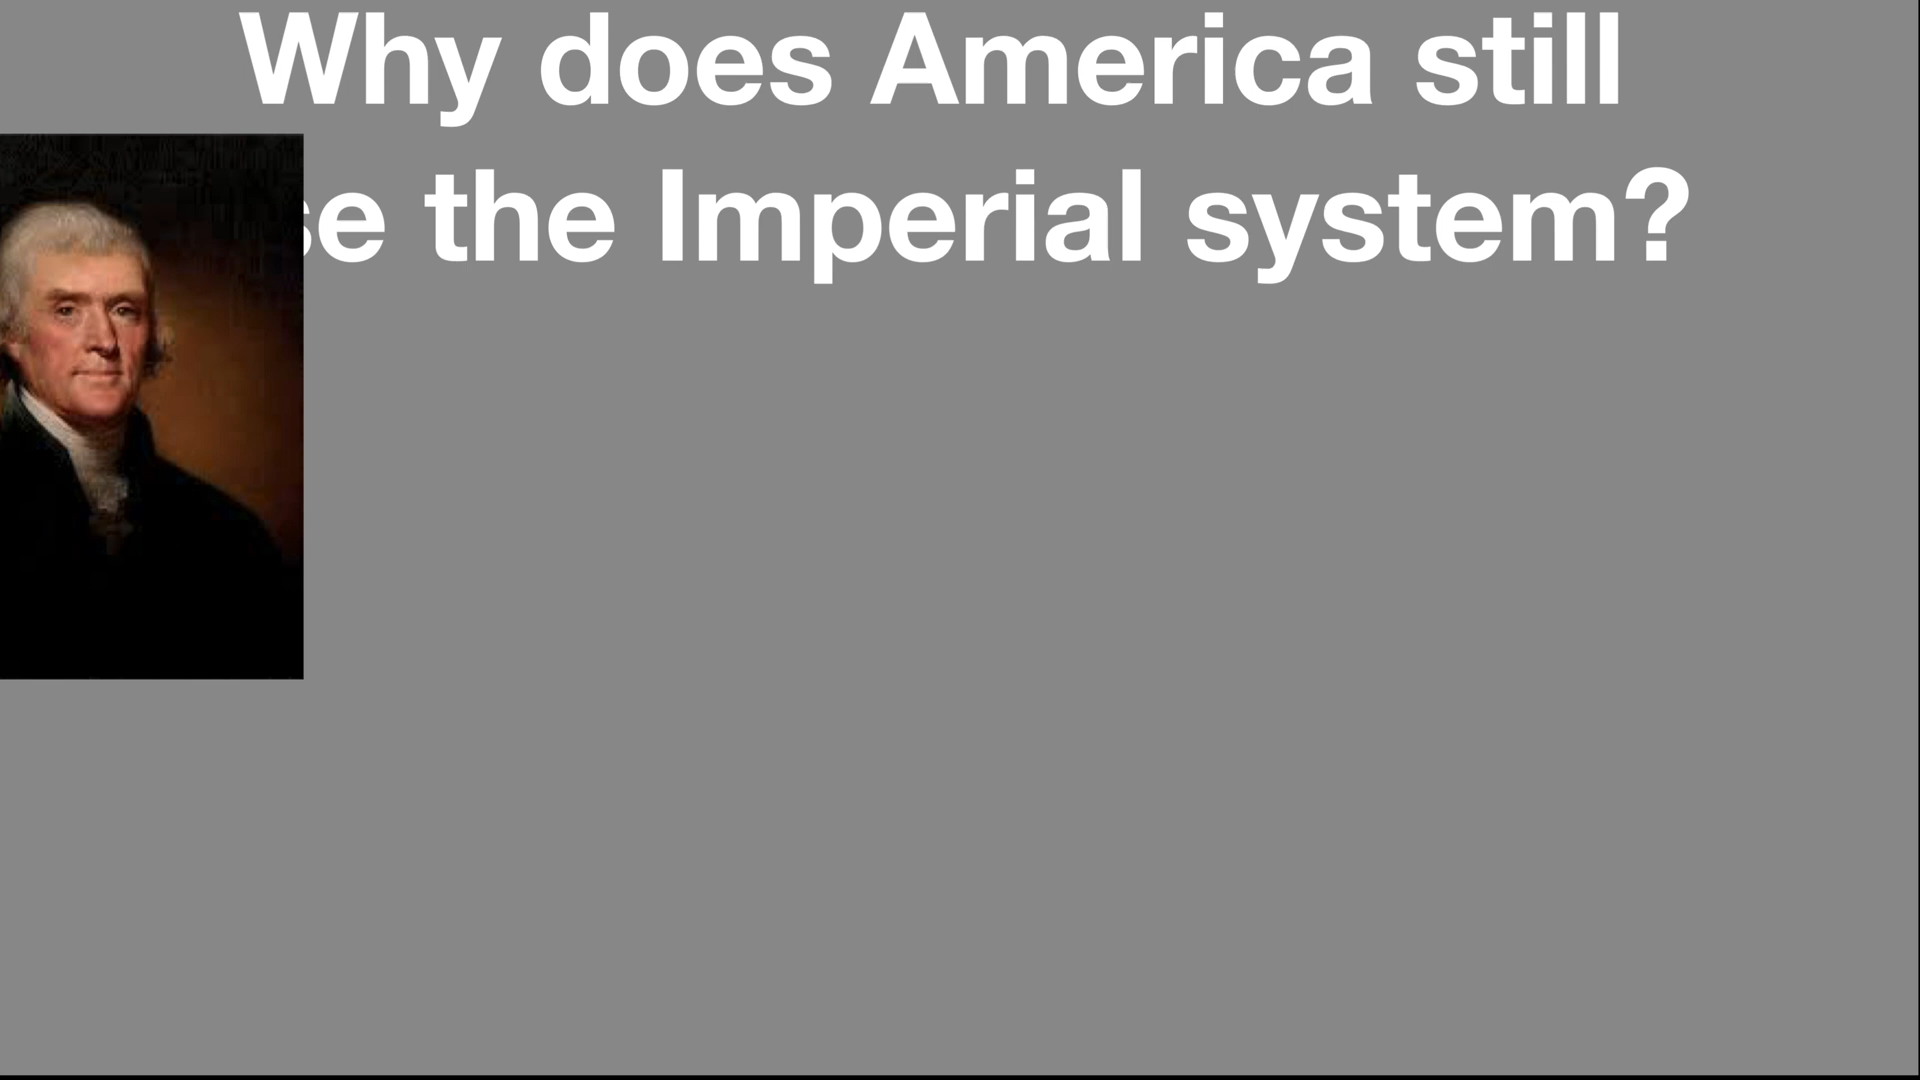 Why does America still
se the Imperial system?